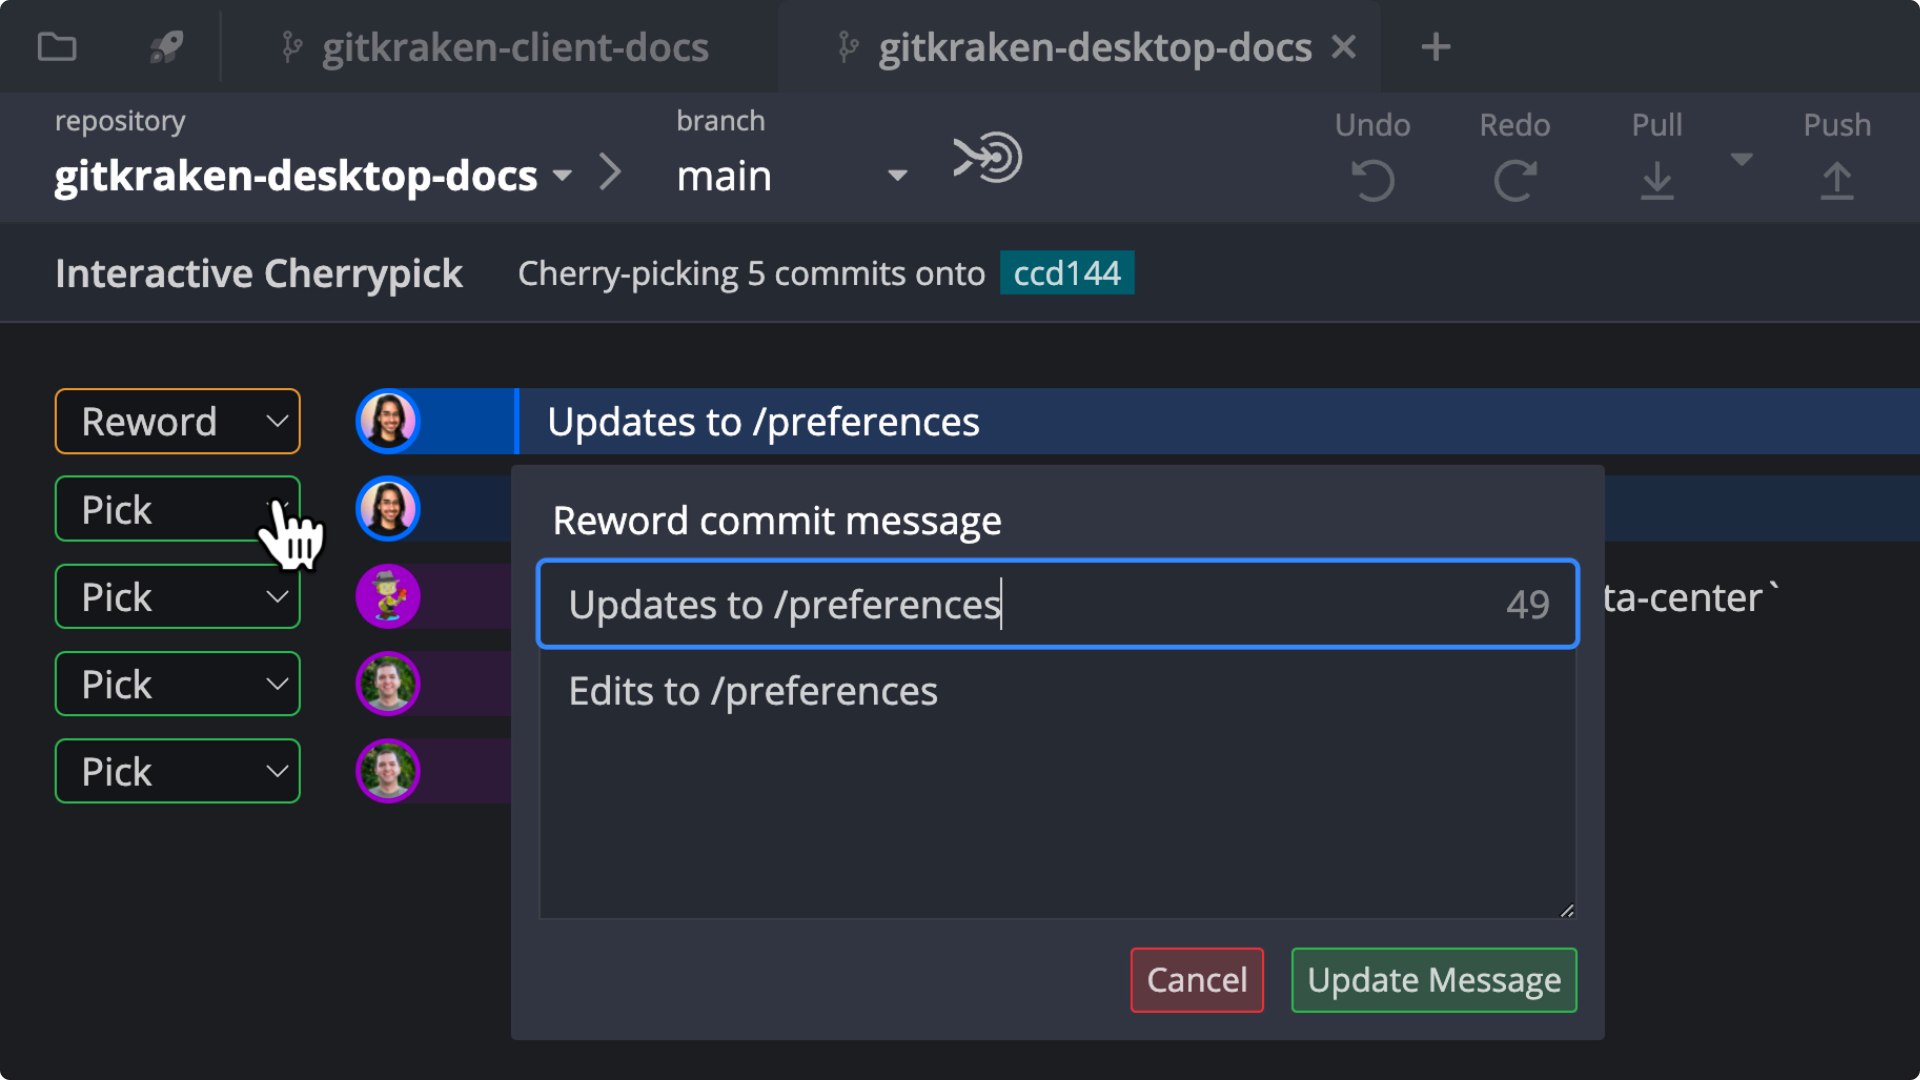 gitkraken-client-docs
gitkraken-desktop-docs
repository
gitkraken-desktop-docs
branch
main
Undo
Redo
Pull
Push
Interactive Cherrypick
Cherry-picking 5 commits onto ccd144
Reword
Updates to /preferences
Pick
Reword commit message
Updates to /preferences 49
Pick
ta-center`
Pick
Edits to /preferences
Pick
Cancel
Update Message